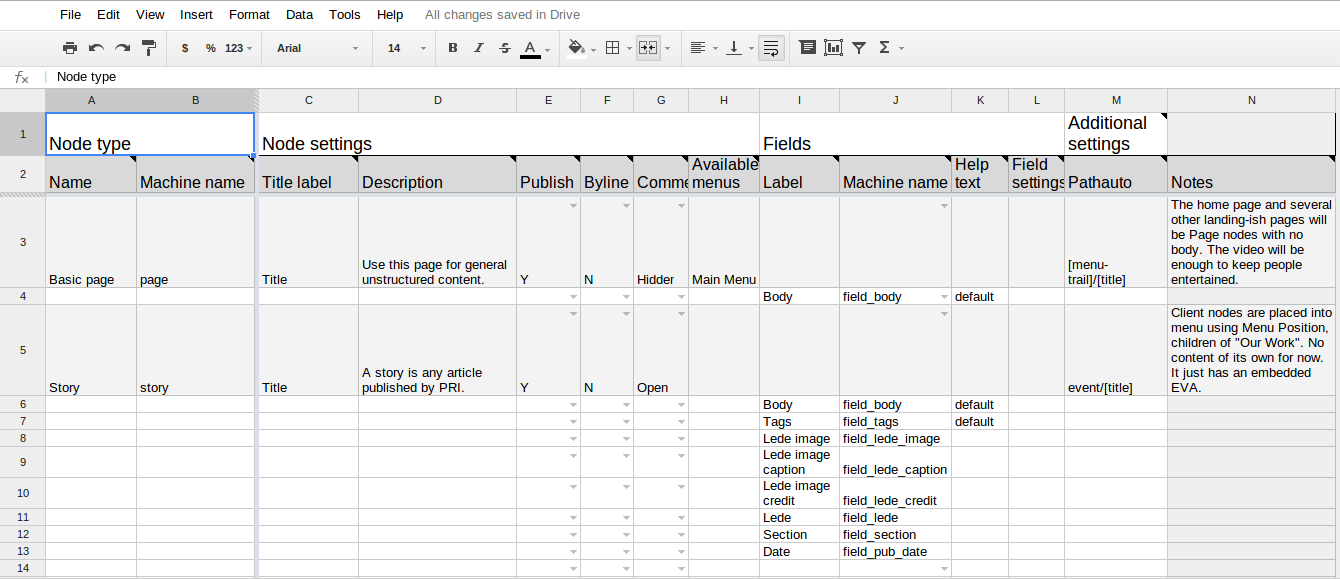 File Edit View Insert Format Data Tools Help All changes saved in Drive
$ % 123 Arial 14 B I S A Σ
fx Node type
A B C D E F G H I J K L M N
1 Node type Node settings Fields Additional settings
2 Name Machine name Title label Description Publish Byline Comme Available menus Label Machine name Help text Field settings Pathauto Notes
3 Basic page page Title Use this page for general unstructured content. Y N Hidder Main Menu [menu-trail]/[title] The home page and several other landing-ish pages will be Page nodes with no body. The video will be enough to keep people entertained.
4 Body field_body default
5 Story story Title A story is any article published by PRI. Y N Open event/[title] Client nodes are placed into menu using Menu Position, children of "Our Work". No content of its own for now. It just has an embedded EVA.
6 Body field_body default
7 Tags field_tags default
8 Lede image field_lede_image
9 Lede image caption field_lede_caption
10 Lede image credit field_lede_credit
11 Lede field_lede
12 Section field_section
13 Date field_pub_date
14